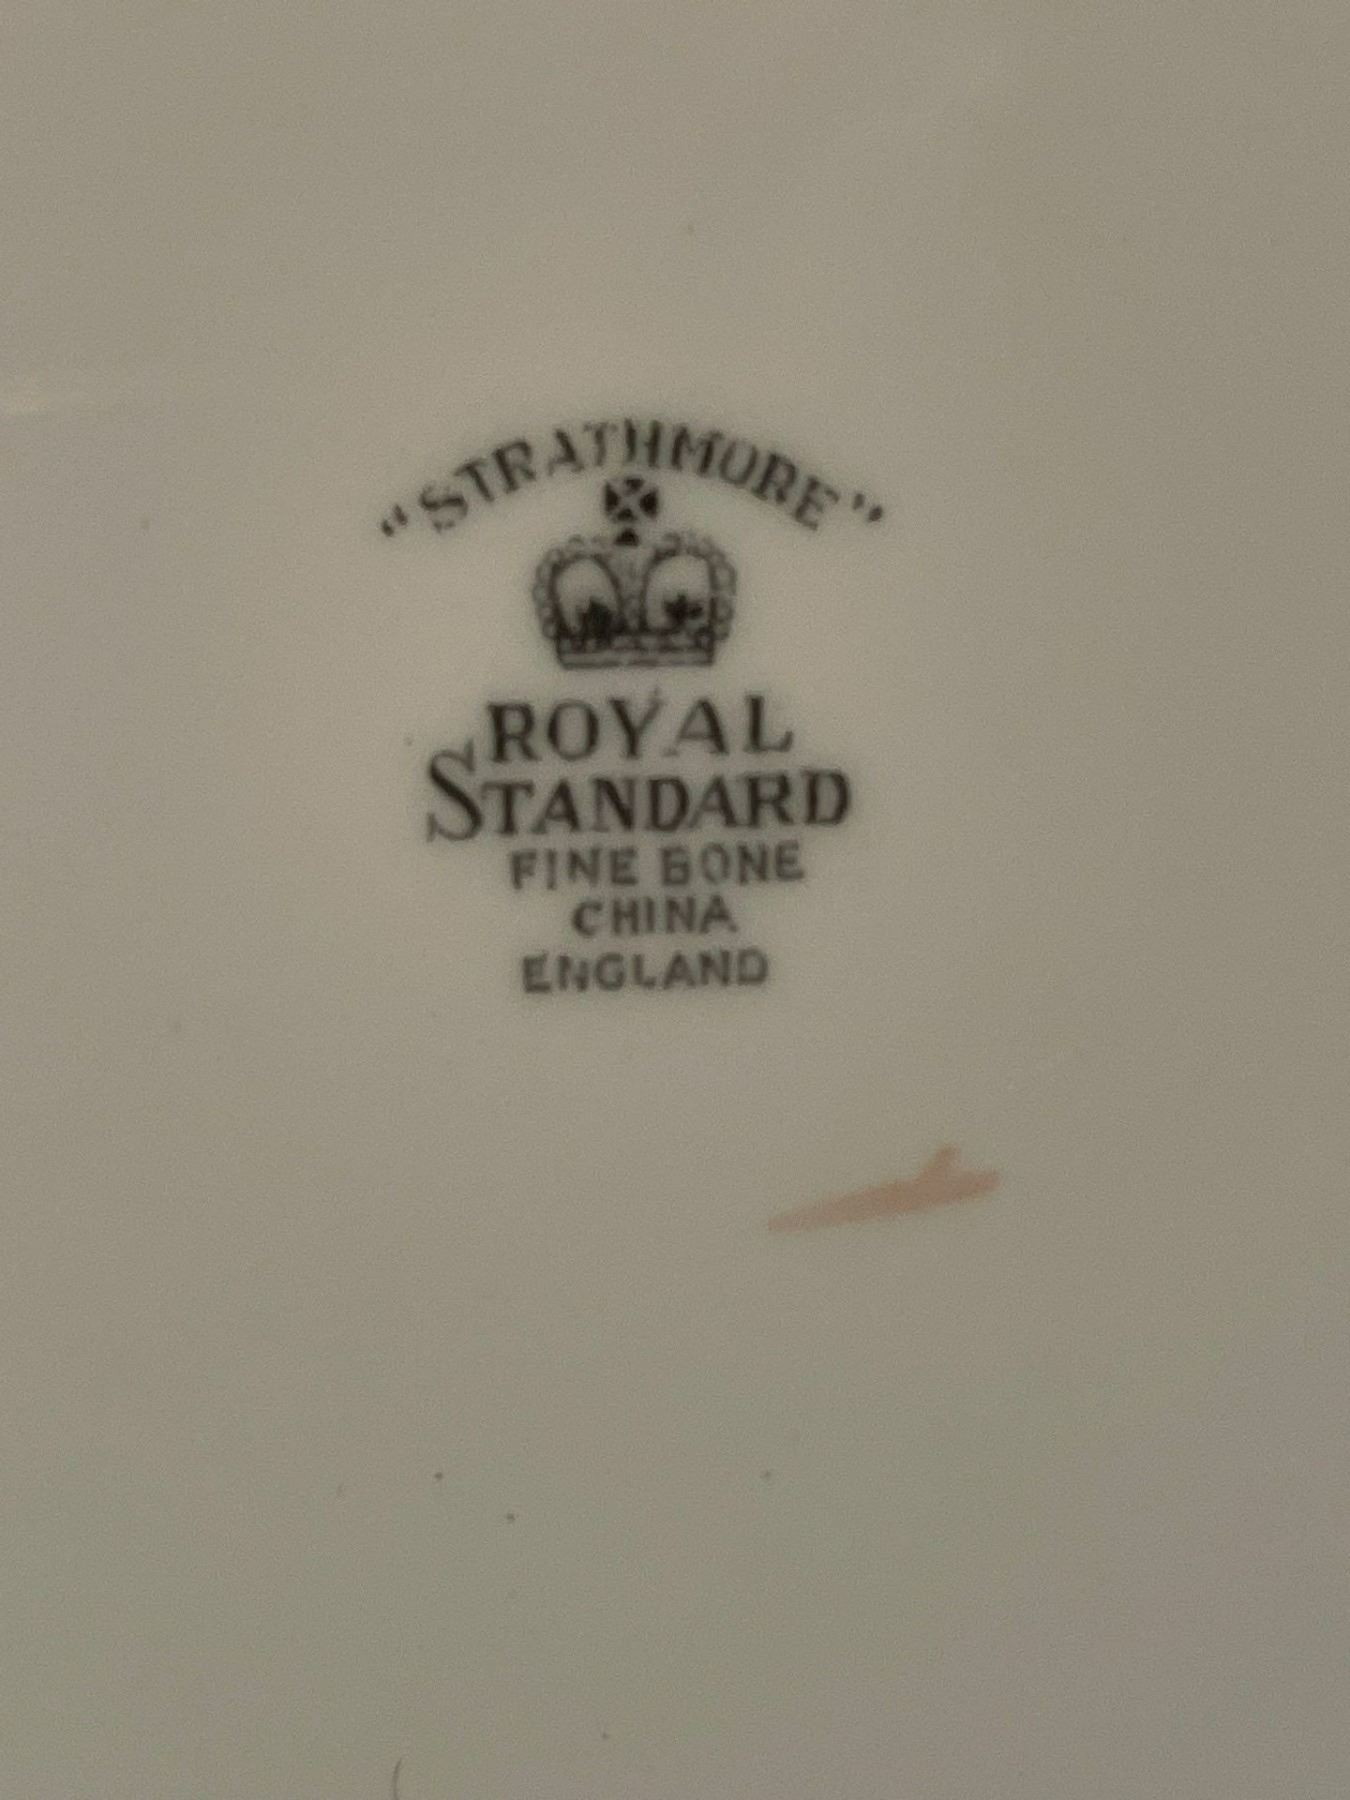 "STRATHMORE"
ROYAL
STANDARD
FINE BONE
CHINA
ENGLAND